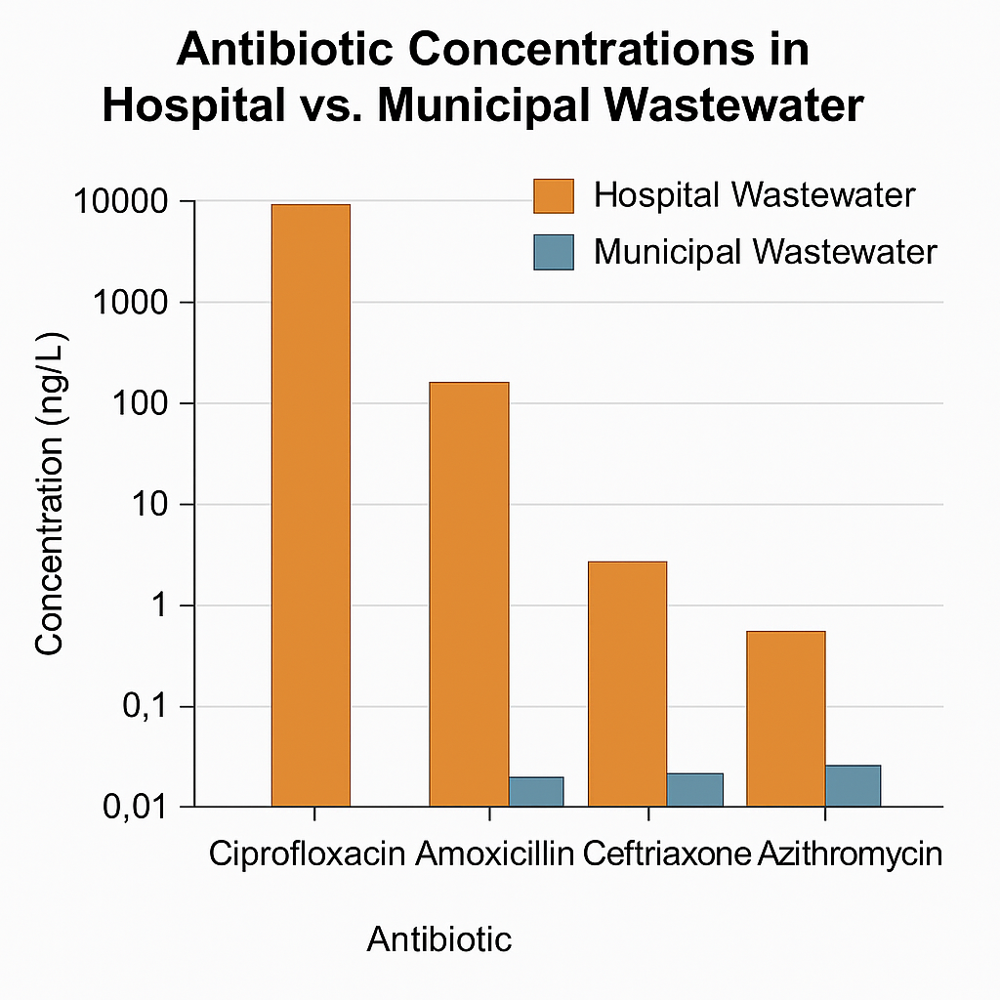 Antibiotic Concentrations in
Hospital vs. Municipal Wastewater
Hospital Wastewater
Municipal Wastewater
Concentration (ng/L)
10000
1000
100
10
1
0,1
0,01
Ciprofloxacin Amoxicillin Ceftriaxone Azithromycin
Antibiotic